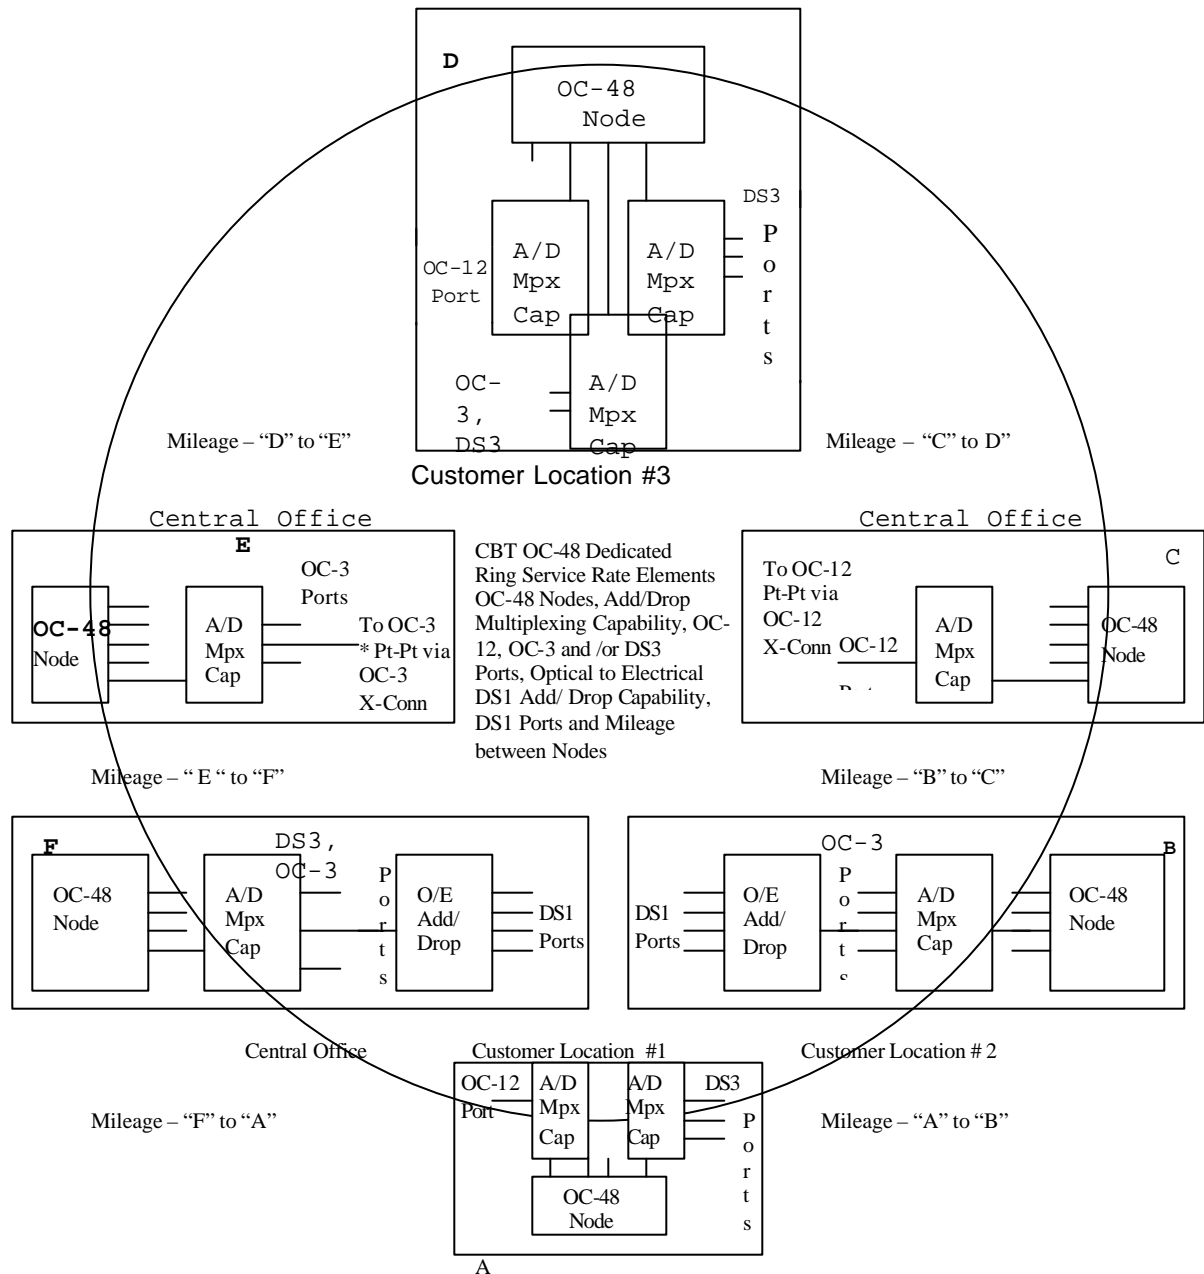 D
OC-48
Node
DS3
P
o
r
t
s
OC-12
Port
A/D
Mpx
Cap
A/D
Mpx
Cap
OC-
3,
DS3
A/D
Mpx
Cap
Mileage – “D” to “E”
Mileage – “C” to D”
Customer Location #3
Central Office
E
OC-48
Node
A/D
Mpx
Cap
OC-3
Ports
To OC-3
* Pt-Pt via
OC-3
X-Conn
CBT OC-48 Dedicated
Ring Service Rate Elements
OC-48 Nodes, Add/Drop
Multiplexing Capability, OC-
12, OC-3 and /or DS3
Ports, Optical to Electrical
DS1 Add/ Drop Capability,
DS1 Ports and Mileage
between Nodes
Central Office
C
To OC-12
Pt-Pt via
OC-12
X-Conn
OC-12
A/D
Mpx
Cap
OC-48
Node
Mileage – “ E “ to “F”
Mileage – “B” to “C”
F
OC-48
Node
DS3,
OC-3
A/D
Mpx
Cap
P
o
r
t
s
O/E
Add/
Drop
DS1
Ports
B
DS1
Ports
O/E
Add/
Drop
OC-3
P
o
r
t
A/D
Mpx
Cap
OC-48
Node
Central Office
Customer Location #1
Customer Location # 2
Mileage – “F” to “A”
Mileage – “A” to “B”
OC-12
Port
A/D
Mpx
Cap
A/D
Mpx
Cap
DS3
P
o
r
t
s
OC-48
Node
A